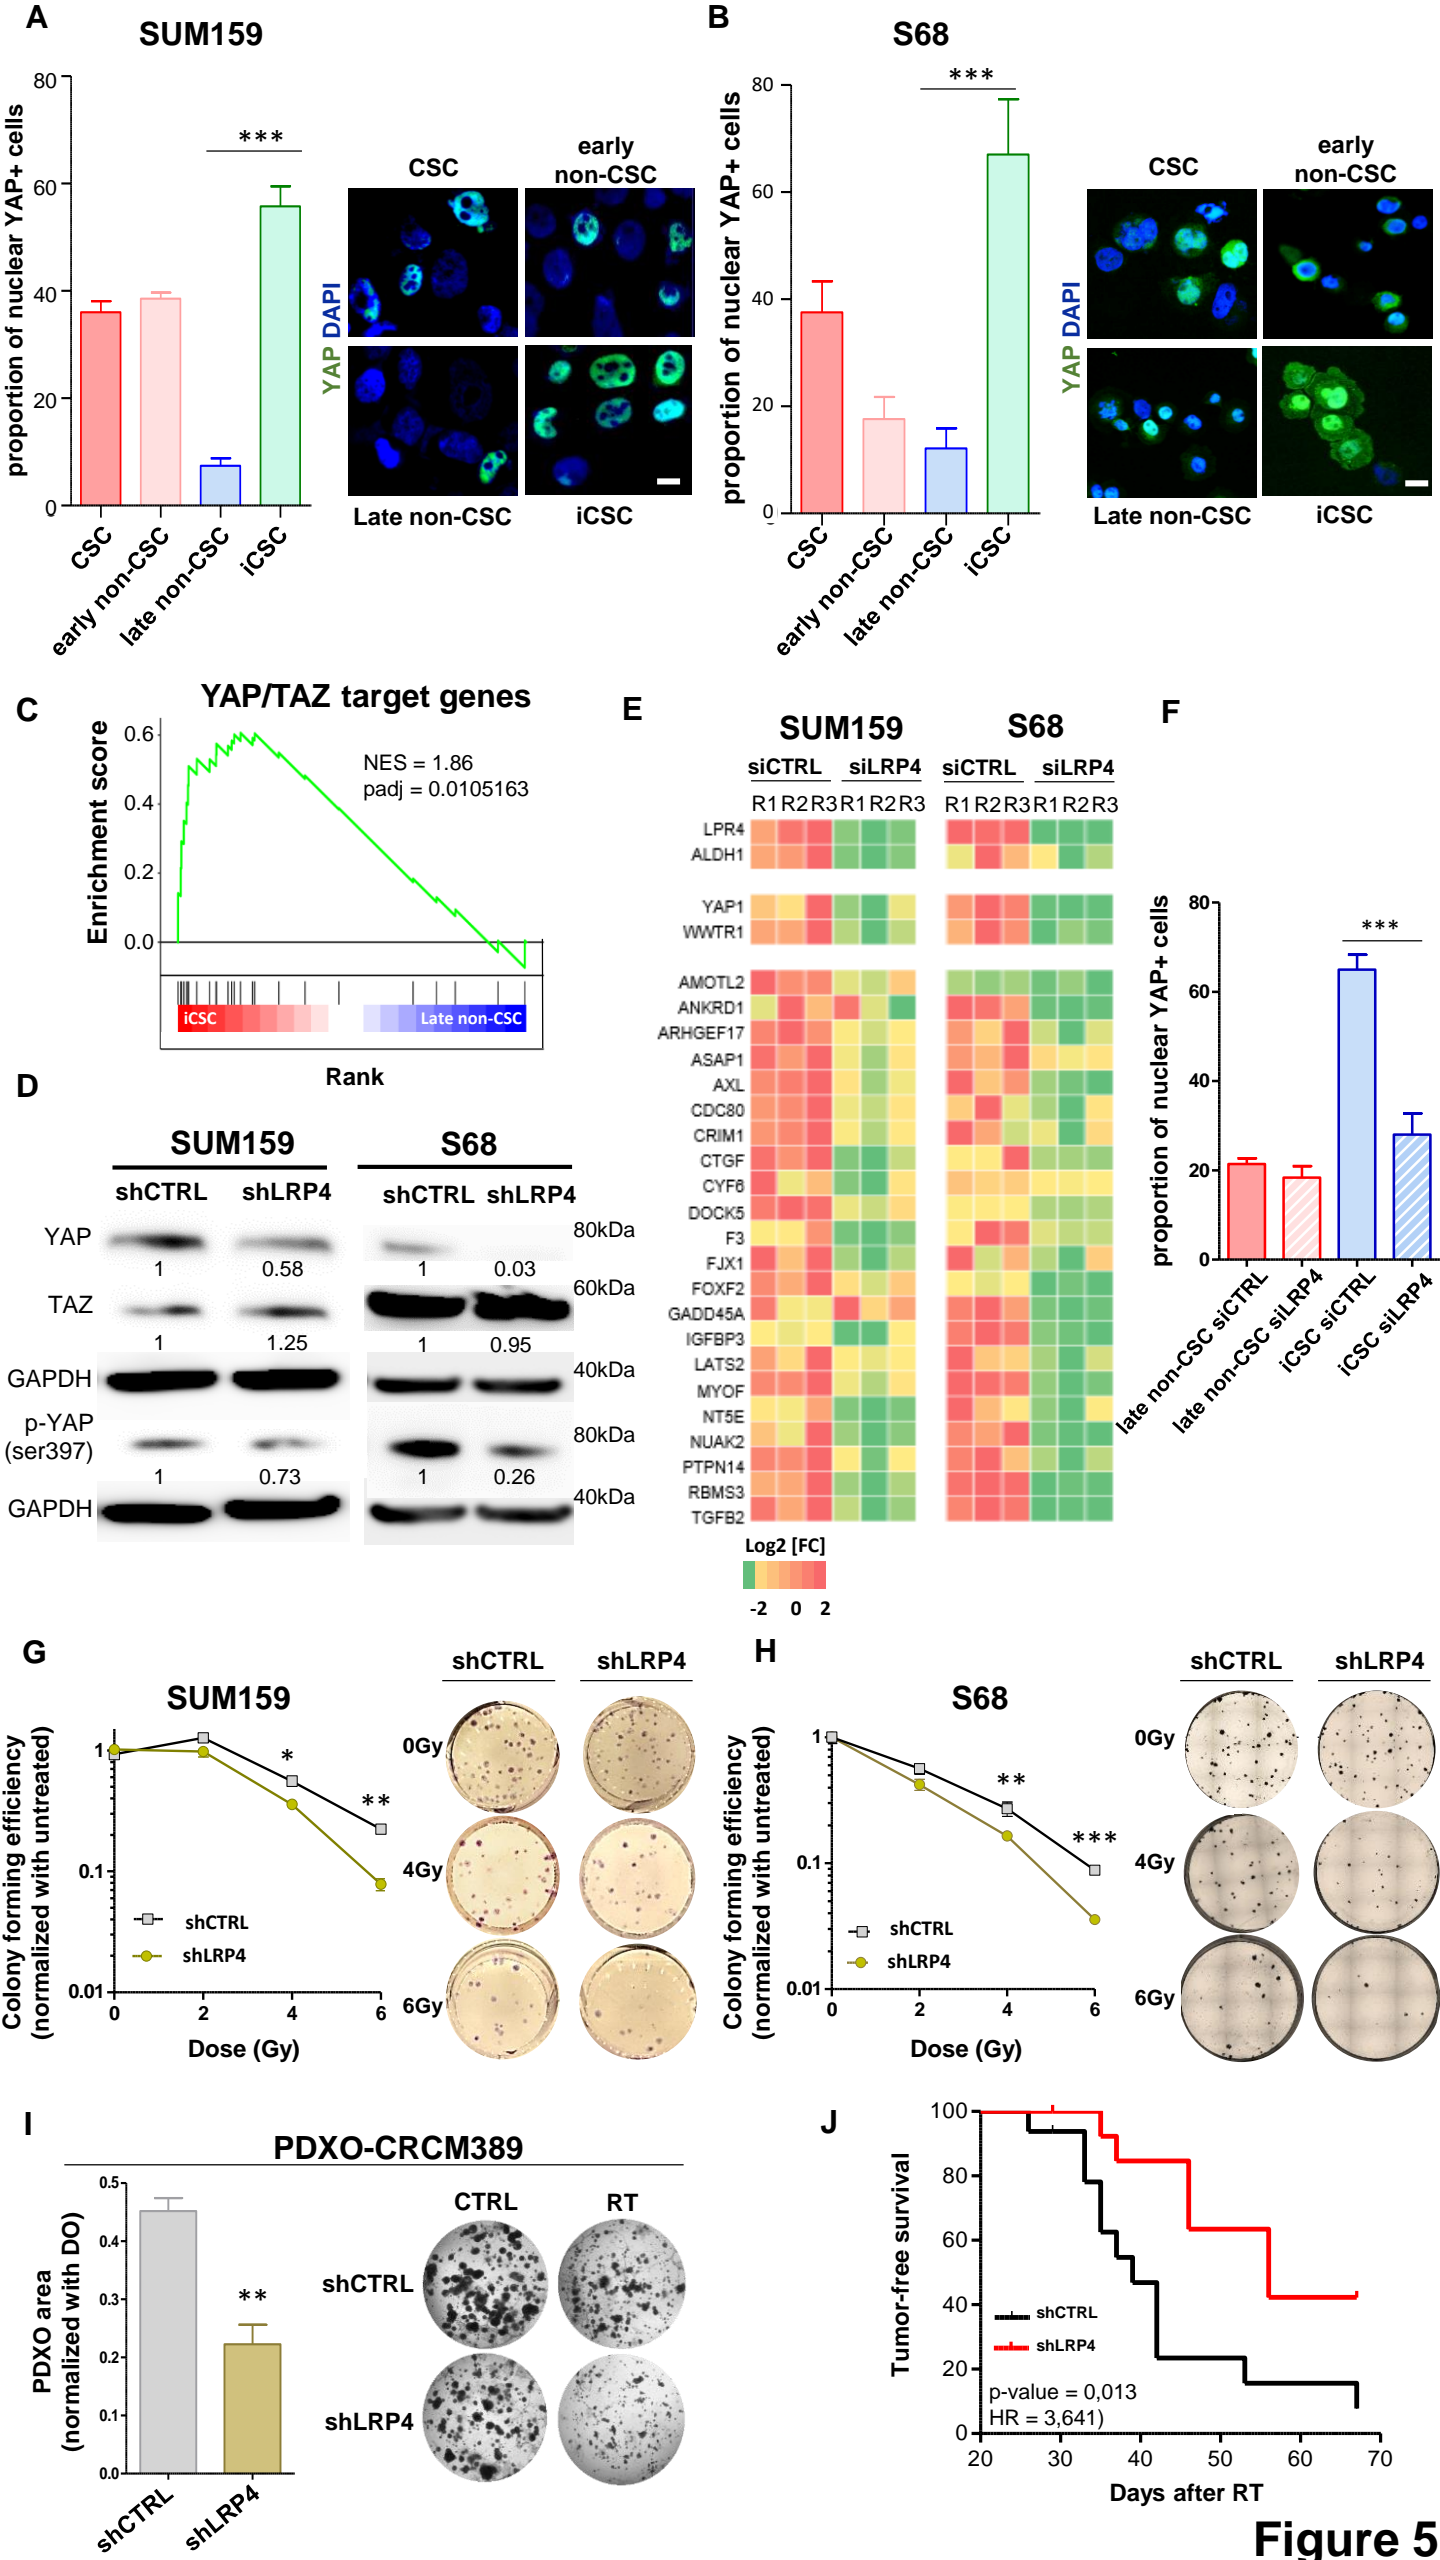 A
SUM159
proportion of nuclear YAP+ cells
80
60
40
20
0
***
CSC
early non-CSC
late non-CSC
iCSC
YAP DAPI
CSC
early
non-CSC
Late non-CSC
iCSC
B
S68
proportion of nuclear YAP+ cells
80
60
40
20
0
***
CSC
early non-CSC
late non-CSC
iCSC
YAP DAPI
CSC
early
non-CSC
Late non-CSC
iCSC
C
YAP/TAZ target genes
Enrichment score
0.6
0.4
0.2
0.0
NES = 1.86
padj = 0.0105163
iCSC
Late non-CSC
Rank
D
SUM159
S68
shCTRL shLRP4
shCTRL shLRP4
YAP
80kDa
1 0.58 1 0.03
TAZ
60kDa
1 1.25 1 0.95
GAPDH
40kDa
p-YAP
(ser397)
80kDa
1 0.73 1 0.26
GAPDH
40kDa
E
SUM159
S68
siCTRL siLRP4 siCTRL siLRP4
R1 R2 R3 R1 R2 R3 R1 R2 R3 R1 R2 R3
LPR4
ALDH1
YAP1
WWTR1
AMOTL2
ANKRD1
ARHGEF17
ASAP1
AXL
CDC80
CRIM1
CTGF
CYF6
DOCK5
F3
FJX1
FOXF2
GADD45A
IGFBP3
LATS2
MYOF
NT5E
NUAK2
PTPN14
RBMS3
TGFB2
Log2 [FC]
-2 0 2
F
proportion of nuclear YAP+ cells
80
60
40
20
0
***
late non-CSC siCTRL
late non-CSC siLRP4
iCSC siCTRL
iCSC siLRP4
G
SUM159
Colony forming efficiency
(normalized with untreated)
1
0.1
0.01
*
**
shCTRL
shLRP4
0 2 4 6
Dose (Gy)
shCTRL shLRP4
0Gy
4Gy
6Gy
H
S68
Colony forming efficiency
(normalized with untreated)
1
0.1
0.01
**
***
shCTRL
shLRP4
0 2 4 6
Dose (Gy)
shCTRL shLRP4
0Gy
4Gy
6Gy
I
PDXO-CRCM389
PDXO area
(normalized with DO)
0.5
0.4
0.3
0.2
0.1
0.0
**
shCTRL
shLRP4
CTRL RT
shCTRL
shLRP4
J
Tumor-free survival
100
80
60
40
20
0
shCTRL
shLRP4
p-value = 0,013
HR = 3,641)
20 30 40 50 60 70
Days after RT
Figure 5